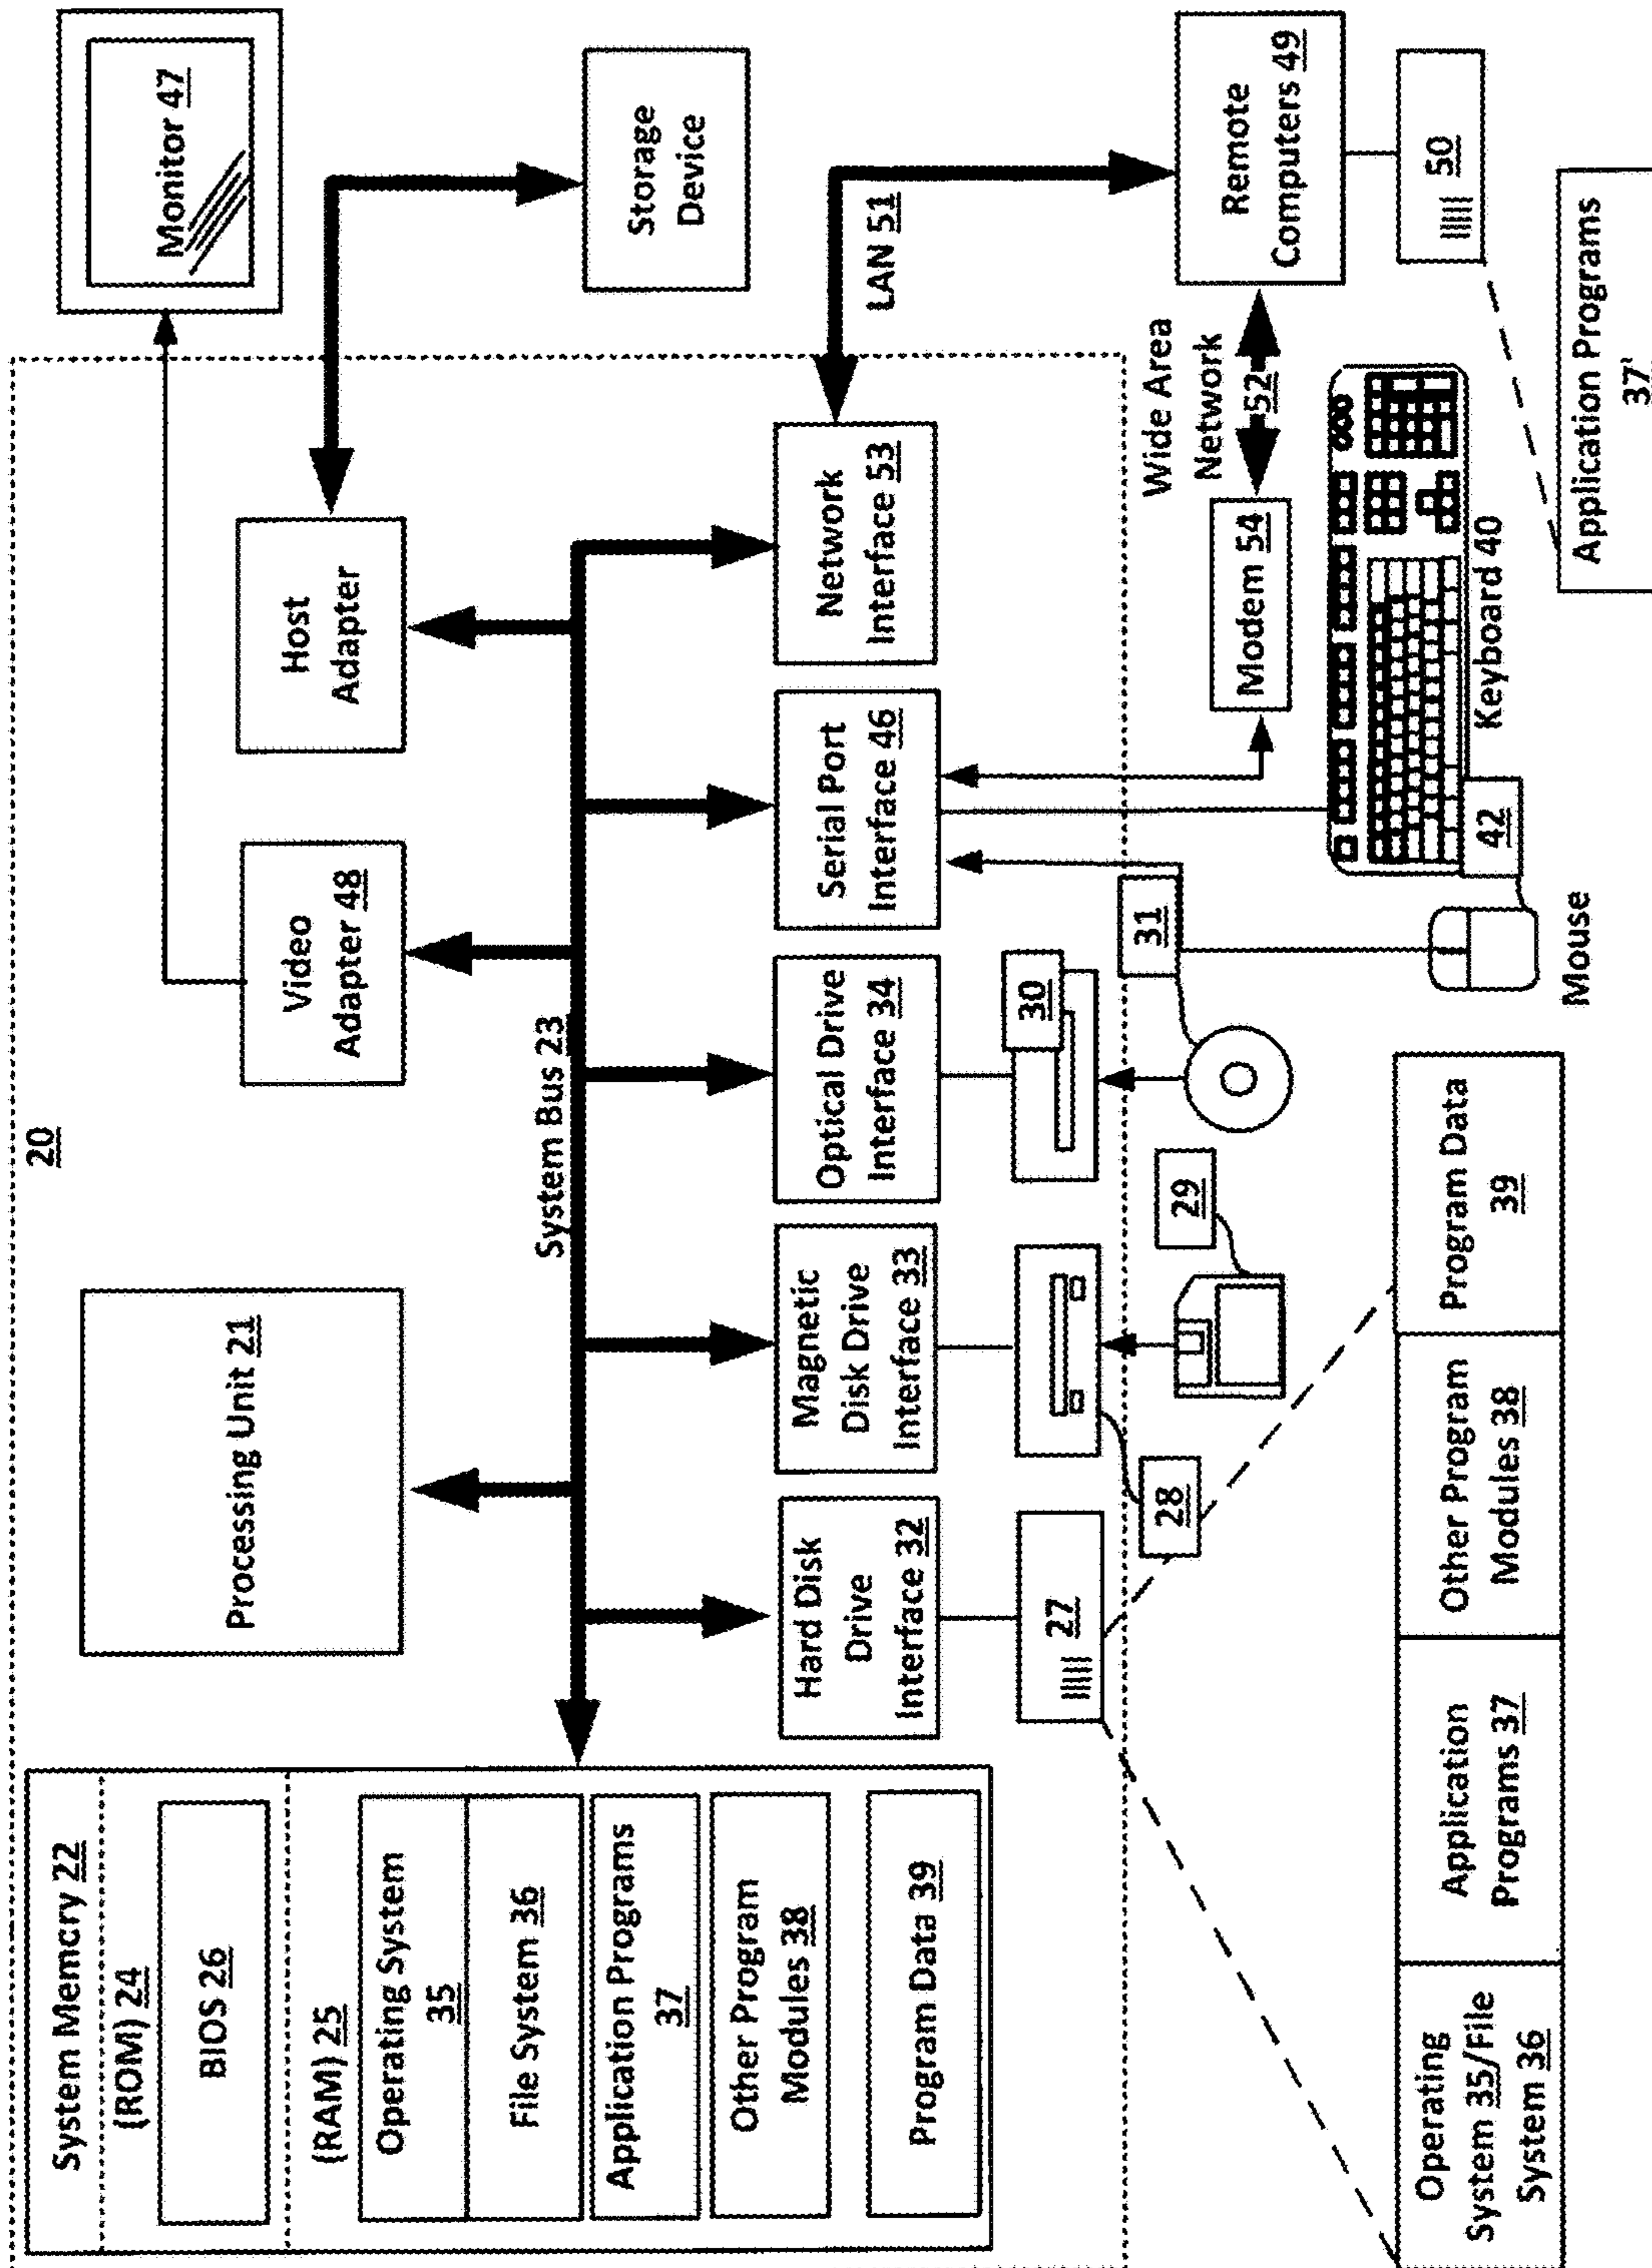 20
System Memcry 22
(ROM) 24
BIOS 26
(RAM) 25
Operating System
35
File System 36
Application Programs
37
Other Program
Modules 38
Program Data 39
Processing Unit 21
Video
Adapter 48
Host
Adapter
Monitor 47
Storage
Device
System Bus 23
Hard Disk
Drive
Interface 32
Magnetic
Disk Drive
Interface 33
Optical Drive
Interface 34
Serial Port
Interface 46
Network
Interface 53
LAN 51
27
28
29
30
31
Wide Area
Network
52
Modem 54
Remote
Computers 49
50
Keyboard 40
42
Mouse
Operating
System 35/File
System 36
Application
Programs 37
Other Program
Modules 38
Program Data
39
Application Programs
37'